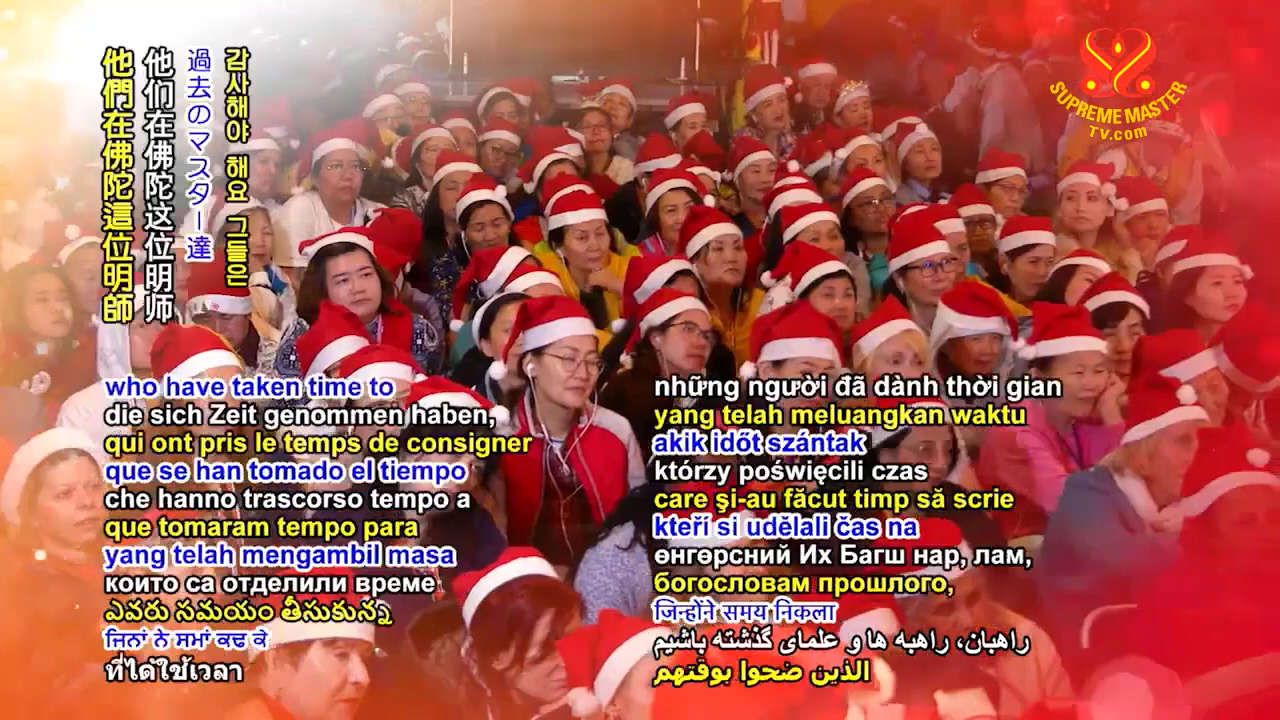 SUPREME MASTER
TV.com
감사해야 해요 그들은
過去のマスター達
他们在佛陀这位明师
他們在佛陀這位明師
who have taken time to
die sich Zeit genommen haben,
qui ont pris le temps de consigner
que se han tomado el tiempo
che hanno trascorso tempo a
que tomaram tempo para
yang telah mengambil masa
които са отделили време
ఎవరు సమయం తీసుకున్న
ਜਿਨਾਂ ਨੇ ਸਮਾਂ ਕਢ ਕੇ
ที่ได้ใช้เวลา
những người đã dành thời gian
yang telah meluangkan waktu
akik időt szántak
którzy poświęcili czas
care şi-au făcut timp să scrie
kteří si udělali čas na
өнгөрсний Их Багш нар, лам,
богословам прошлого,
जिन्होंने समय निकला
راهبان، راهبه ها و علمای گذشته باشیم
الذين ضحوا بوقتهم